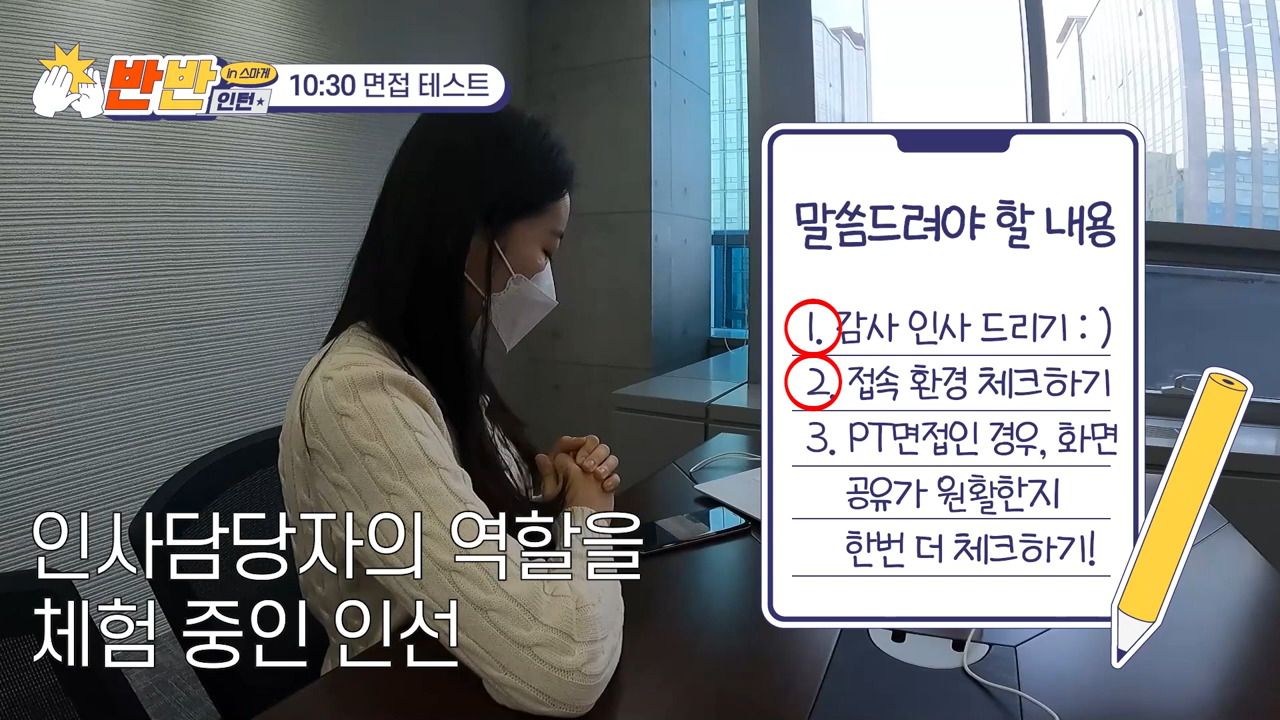 반반
in 스마게
인턴
10:30 면접 테스트
말씀드려야 할 내용
1. 감사 인사 드리기 : )
2. 접속 환경 체크하기
3. PT면접인 경우, 화면
공유가 원활한지
한번 더 체크하기!
인사담당자의 역할을
체험 중인 인선